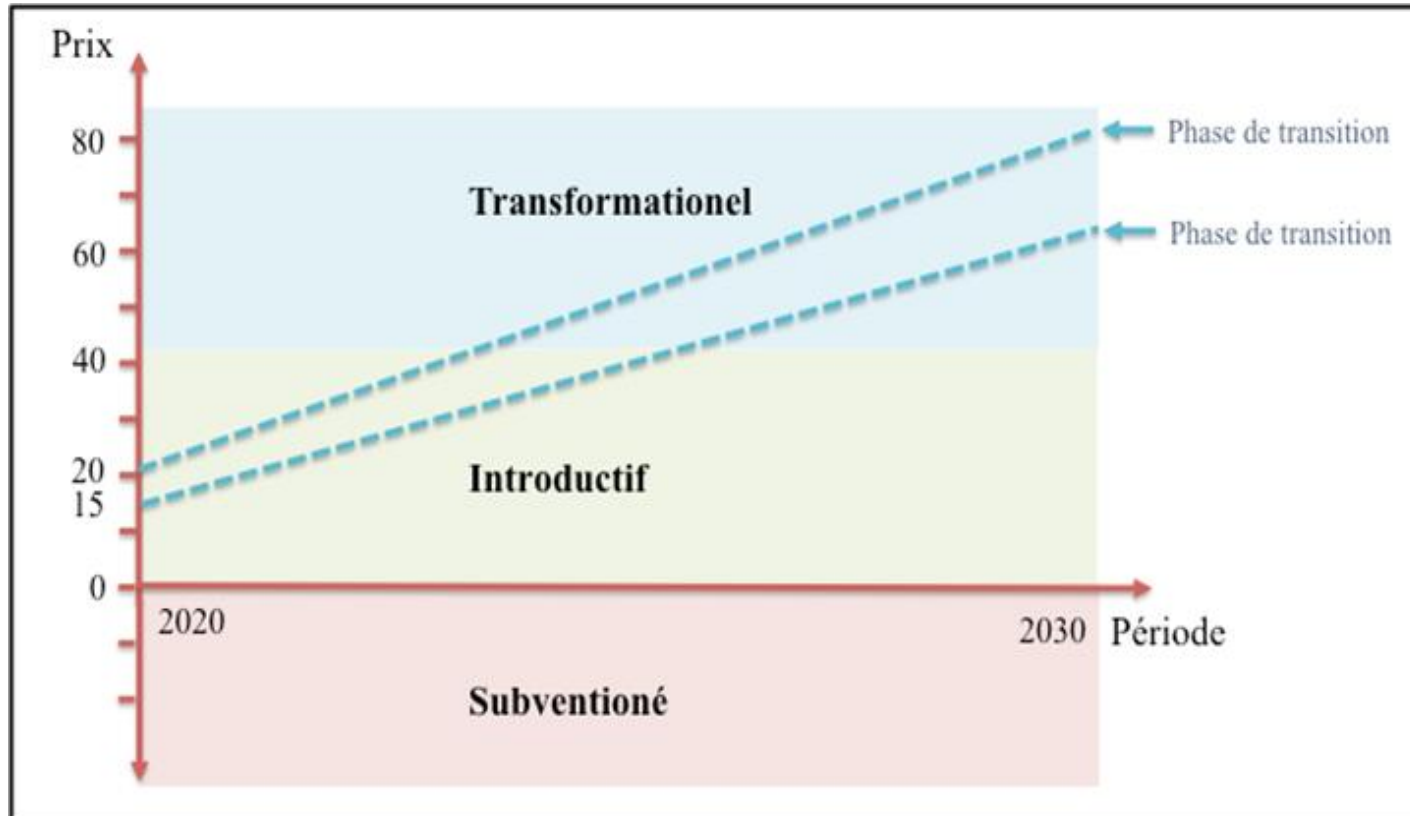 Prix
80
Phase de transition
Transformationel
Phase de transition
60
40
20
Introductif
15
0
2020
2030
Période
Subventioné